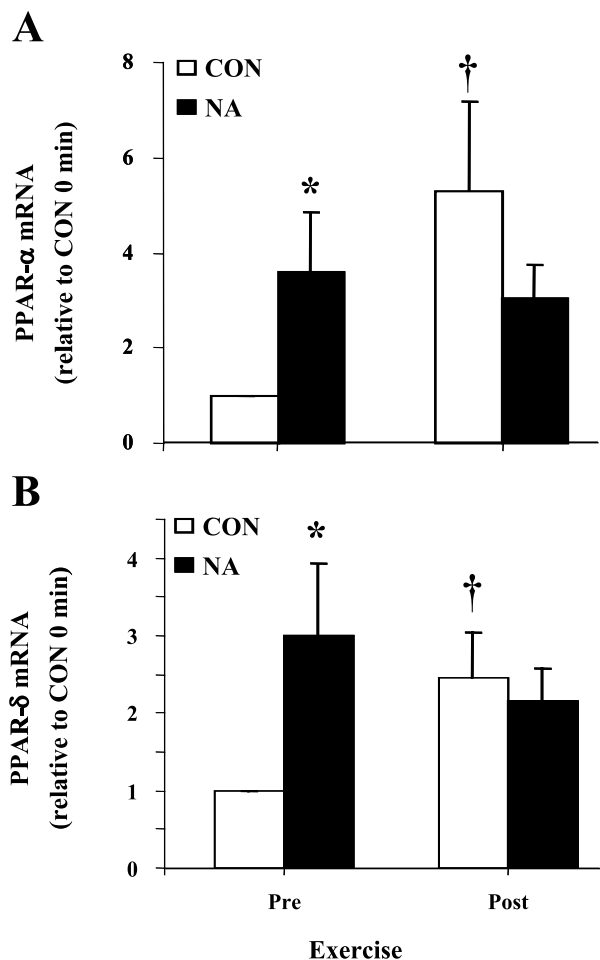 A
8
6
4
2
0
PPAR-α mRNA
(relative to CON 0 min)
CON
NA
*
†
B
4
3
2
1
0
PPAR-δ mRNA
(relative to CON 0 min)
CON
NA
*
†
Pre
Post
Exercise